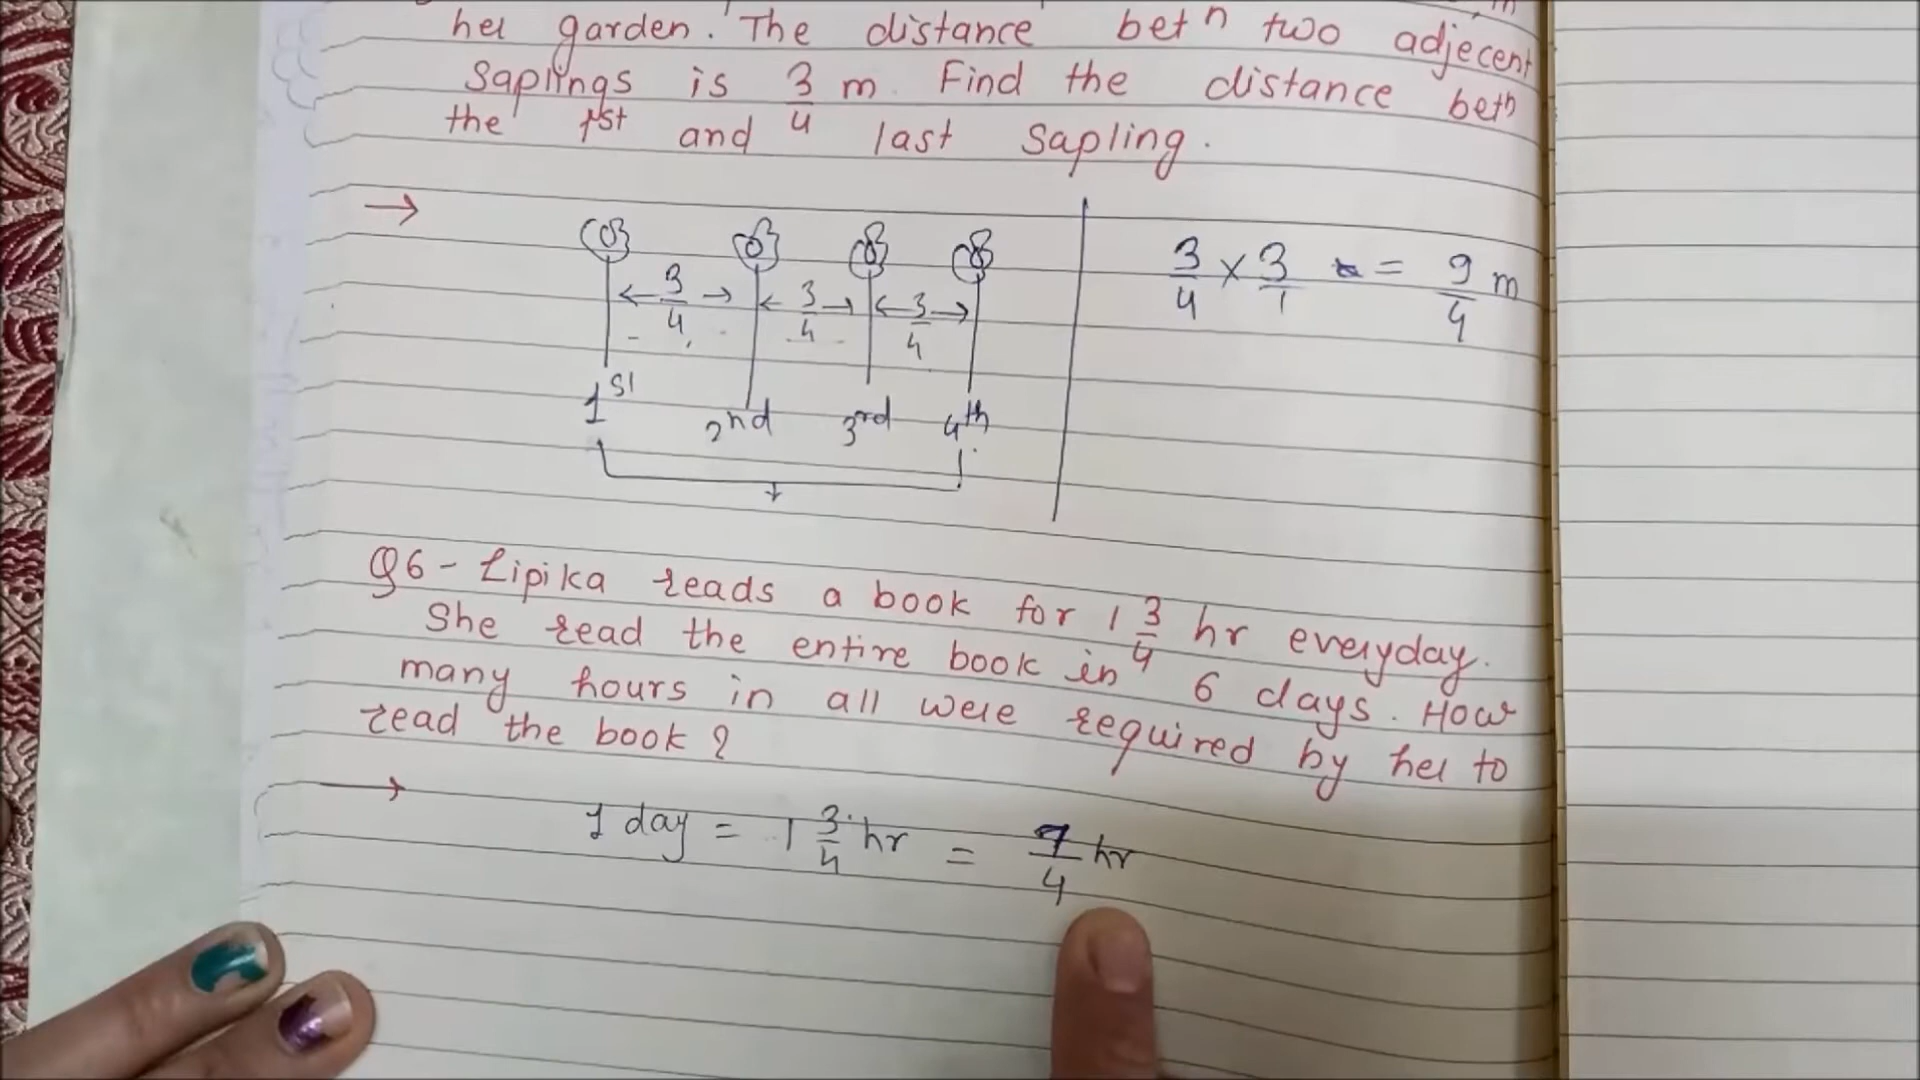 her garden. The distance betn two adjecent
Saplings is 3/4 m. Find the distance betn
the 1st and last Sapling.
→
3/4 3/4 3/4
1st 2nd 3rd 4th
3/4 × 3/1 = 9/4 m
Q6 - Lipika reads a book for 1 3/4 hr everyday.
She read the entire book in 6 days. How
many hours in all were required by her to
read the book?
→ 1 day = 1 3/4 hr = 7/4 hr